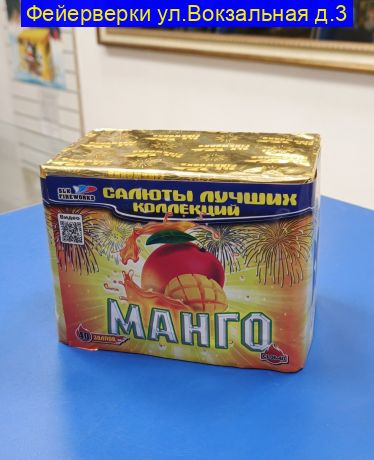 Фейерверки ул.Вокзальная д.3
SLK
FIREWORKS
САЛЮТЫ ЛУЧШИХ
КОЛЛЕКЦИЙ
Видео
МАНГО
ЗАЛПОВ